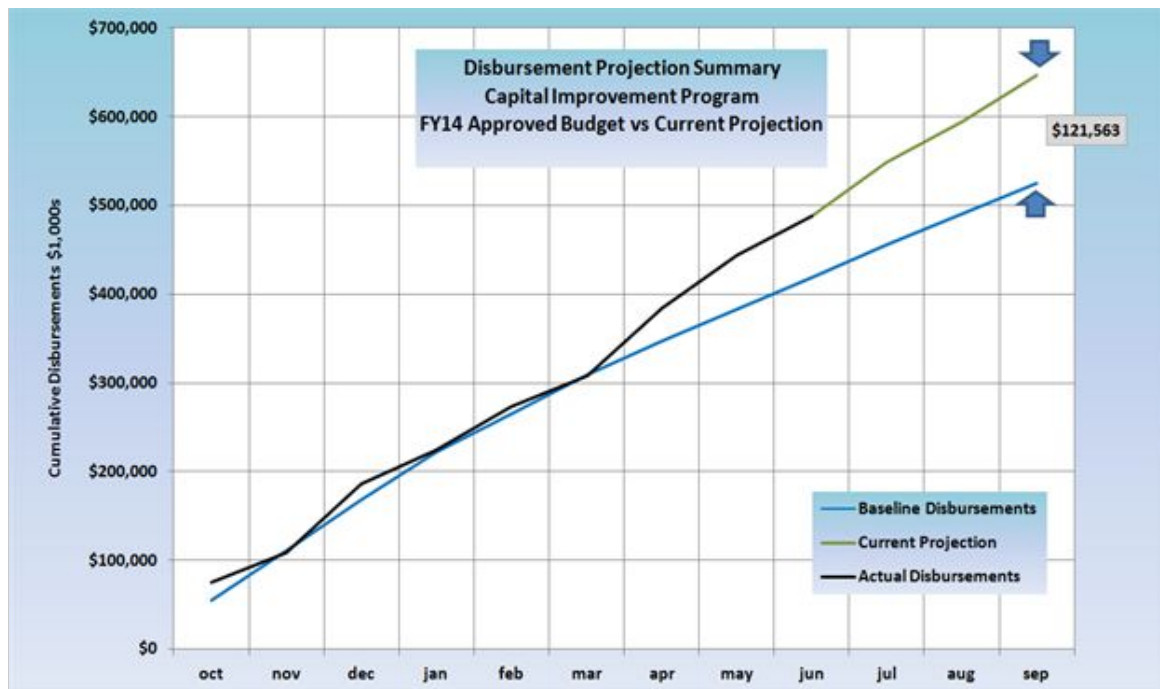 Disbursement Projection Summary
Capital Improvement Program
FY14 Approved Budget vs Current Projection
Cumulative Disbursements $1,000s
$700,000
$600,000
$500,000
$400,000
$300,000
$200,000
$100,000
$0
$121,563
Baseline Disbursements
Current Projection
Actual Disbursements
oct nov dec jan feb mar apr may jun jul aug sep